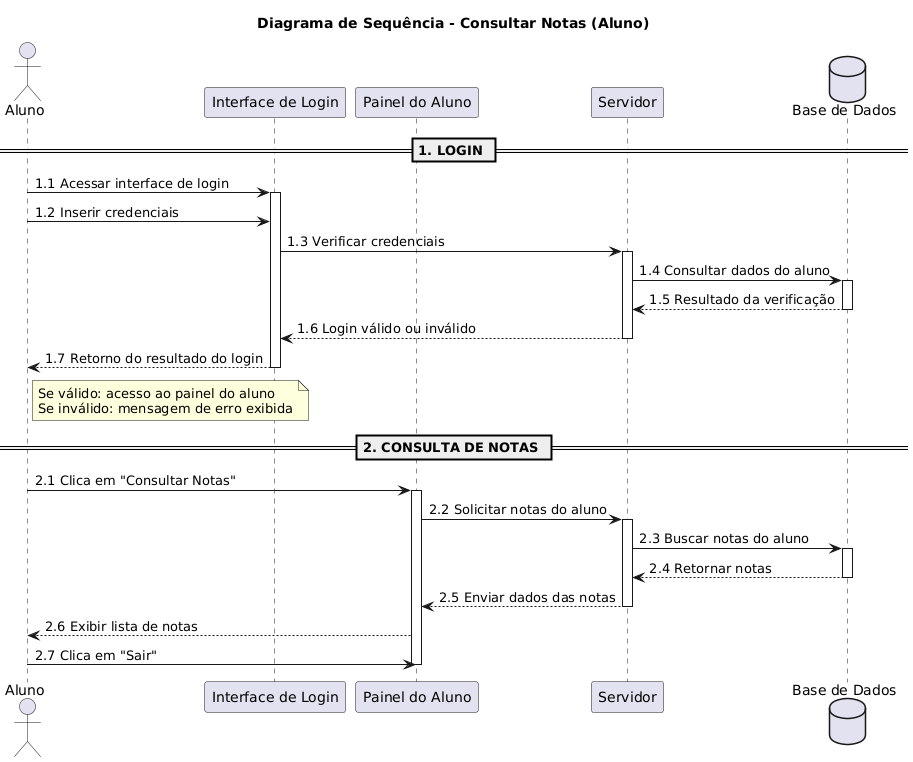 Diagrama de Sequência - Consultar Notas (Aluno)
Aluno
Interface de Login
Painel do Aluno
Servidor
Base de Dados
1. LOGIN
1.1 Acessar interface de login
1.2 Inserir credenciais
1.3 Verificar credenciais
1.4 Consultar dados do aluno
1.5 Resultado da verificação
1.6 Login válido ou inválido
1.7 Retorno do resultado do login
Se válido: acesso ao painel do aluno
Se inválido: mensagem de erro exibida
2. CONSULTA DE NOTAS
2.1 Clica em "Consultar Notas"
2.2 Solicitar notas do aluno
2.3 Buscar notas do aluno
2.4 Retornar notas
2.5 Enviar dados das notas
2.6 Exibir lista de notas
2.7 Clica em "Sair"
Aluno
Interface de Login
Painel do Aluno
Servidor
Base de Dados